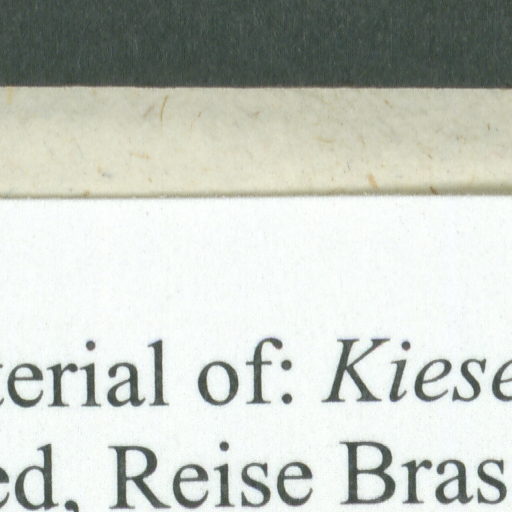 terial of: Kiese
ed, Reise Bras